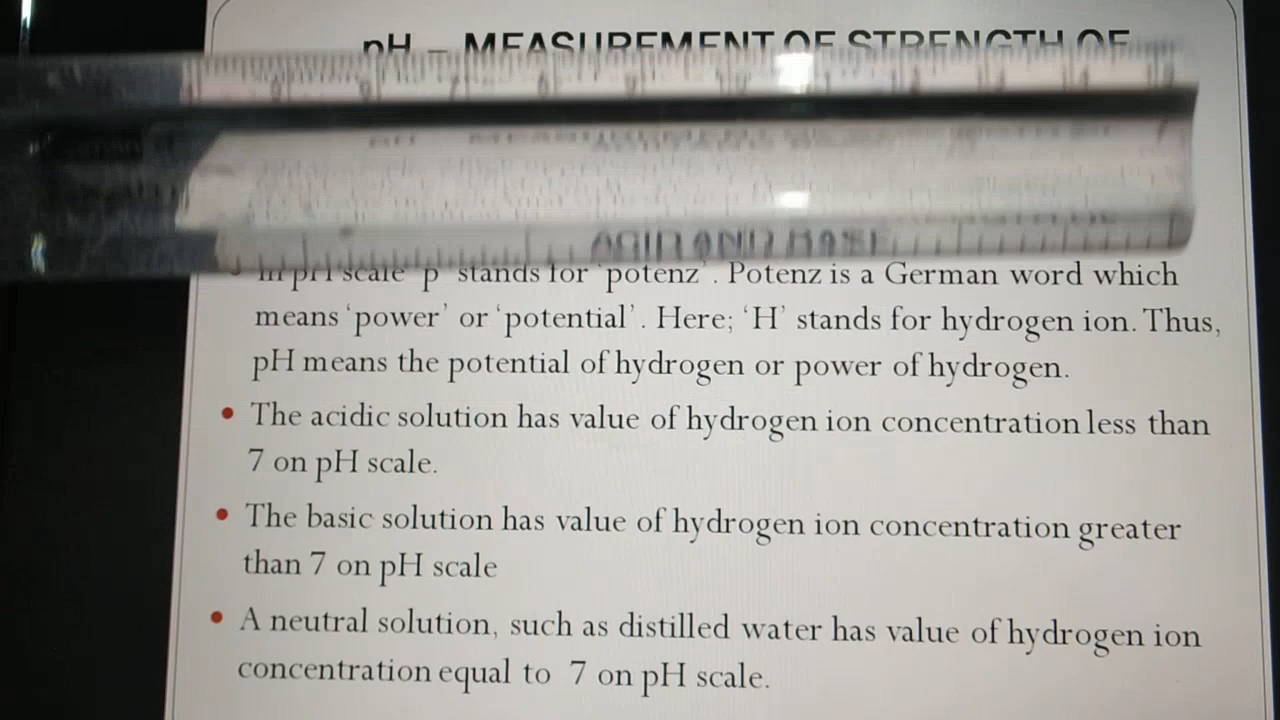 pH – MEASUREMENT OF STRENGTH OF
ACID AND BASE
In pH scale 'p' stands for 'potenz'. Potenz is a German word which
means 'power' or 'potential'. Here; 'H' stands for hydrogen ion. Thus,
pH means the potential of hydrogen or power of hydrogen.
• The acidic solution has value of hydrogen ion concentration less than
7 on pH scale.
• The basic solution has value of hydrogen ion concentration greater
than 7 on pH scale
• A neutral solution, such as distilled water has value of hydrogen ion
concentration equal to 7 on pH scale.